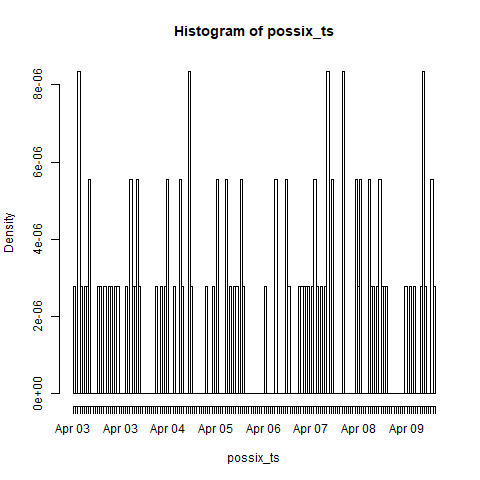 Histogram of possix_ts
Density
8e-06
6e-06
4e-06
2e-06
0e+00
Apr 03 Apr 03 Apr 04 Apr 05 Apr 06 Apr 07 Apr 08 Apr 09
possix_ts